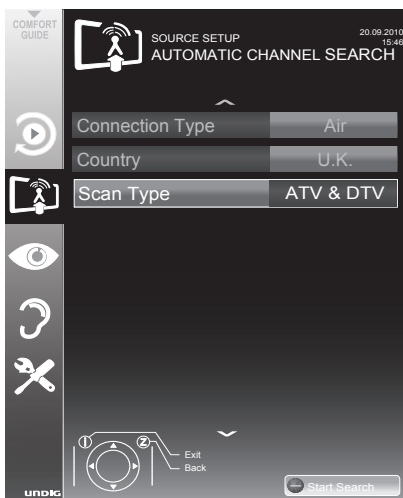 COMFORT
GUIDE
SOURCE SETUP
AUTOMATIC CHANNEL SEARCH
20.09.2010
15:46
Connection Type Air
Country U.K.
Scan Type ATV & DTV
Z
Exit
Back
UNDIG
Start Search